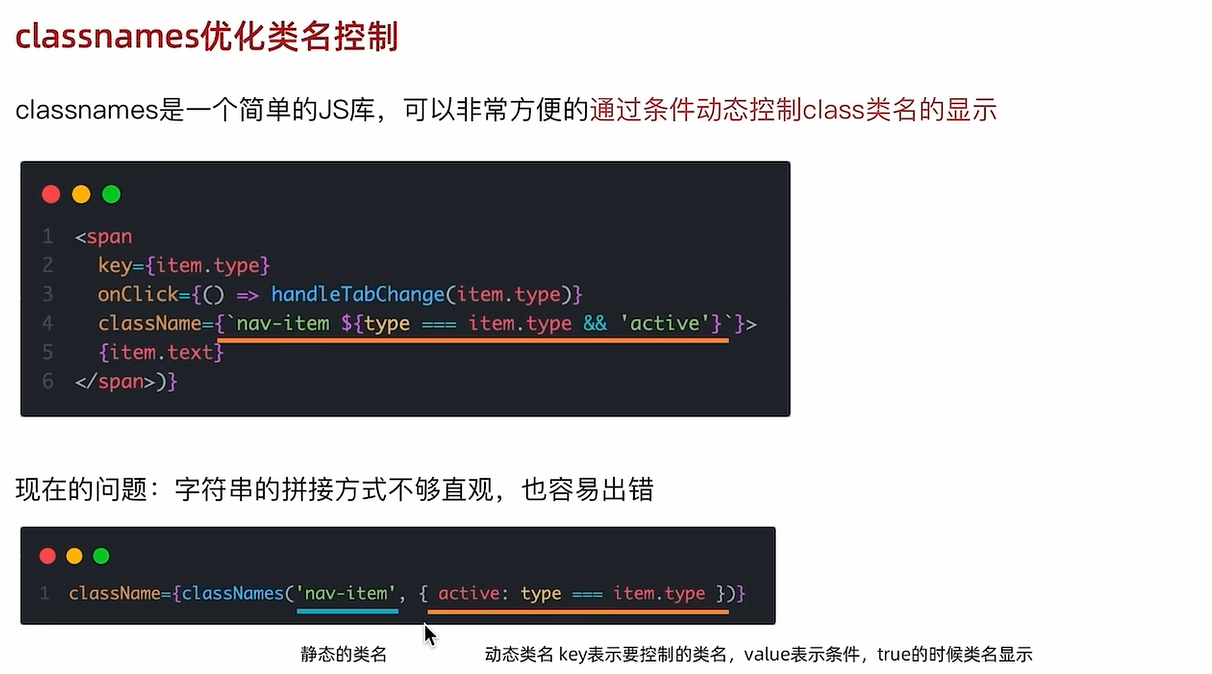 classnames优化类名控制
classnames是一个简单的JS库，可以非常方便的通过条件动态控制class类名的显示
1 <span
2 key={item.type}
3 onClick={() => handleTabChange(item.type)}
4 className={`nav-item ${type === item.type && 'active'}`}>
5 {item.text}
6 </span>)}
现在的问题：字符串的拼接方式不够直观，也容易出错
1 className={classNames('nav-item', { active: type === item.type })}
静态的类名 动态类名 key表示要控制的类名，value表示条件，true的时候类名显示